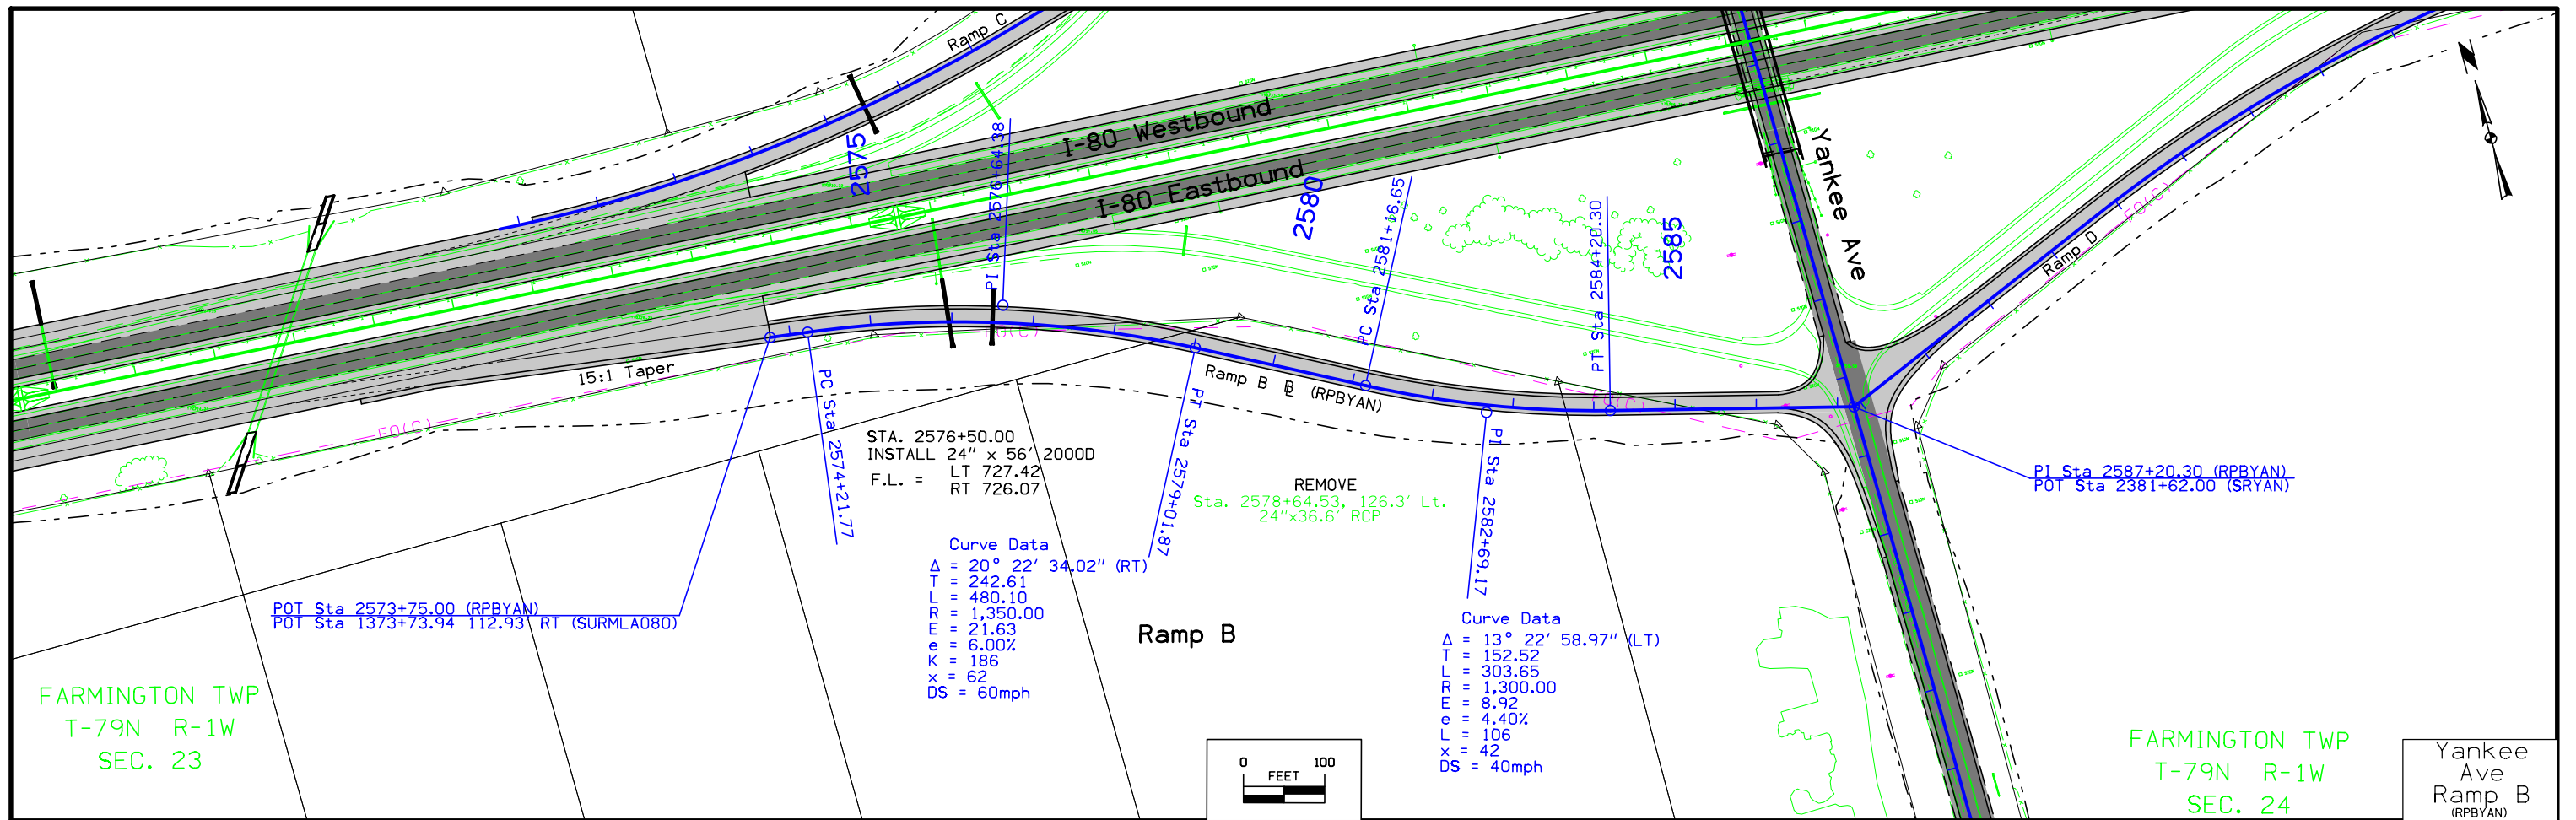 Ramp C
I-80 Westbound
I-80 Eastbound
2575
2580
2585
Yankee Ave
Ramp D
FO(C)
PI Sta 2576+64.38
PC Sta 2581+16.65
PT Sta 2584+20.30
FO(C)
FO(C)
FO(C)
15:1 Taper
Ramp B ⅊ (RPBYAN)
PC Sta 2574+21.77
PT Sta 2579+01.87
PI Sta 2582+69.17
STA. 2576+50.00
INSTALL 24" x 56' 2000D
F.L. = LT 727.42
RT 726.07
REMOVE
Sta. 2578+64.53, 126.3' Lt.
24"x36.6' RCP
PI Sta 2587+20.30 (RPBYAN)
POT Sta 2381+62.00 (SRYAN)
POT Sta 2573+75.00 (RPBYAN)
POT Sta 1373+73.94 112.93' RT (SURMLA080)
Curve Data
Δ = 20° 22' 34.02" (RT)
T = 242.61
L = 480.10
R = 1,350.00
E = 21.63
e = 6.00%
K = 186
x = 62
DS = 60mph
Ramp B
Curve Data
Δ = 13° 22' 58.97" (LT)
T = 152.52
L = 303.65
R = 1,300.00
E = 8.92
e = 4.40%
L = 106
x = 42
DS = 40mph
FARMINGTON TWP
T-79N R-1W
SEC. 23
0 100
FEET
FARMINGTON TWP
T-79N R-1W
SEC. 24
Yankee
Ave
Ramp B
(RPBYAN)